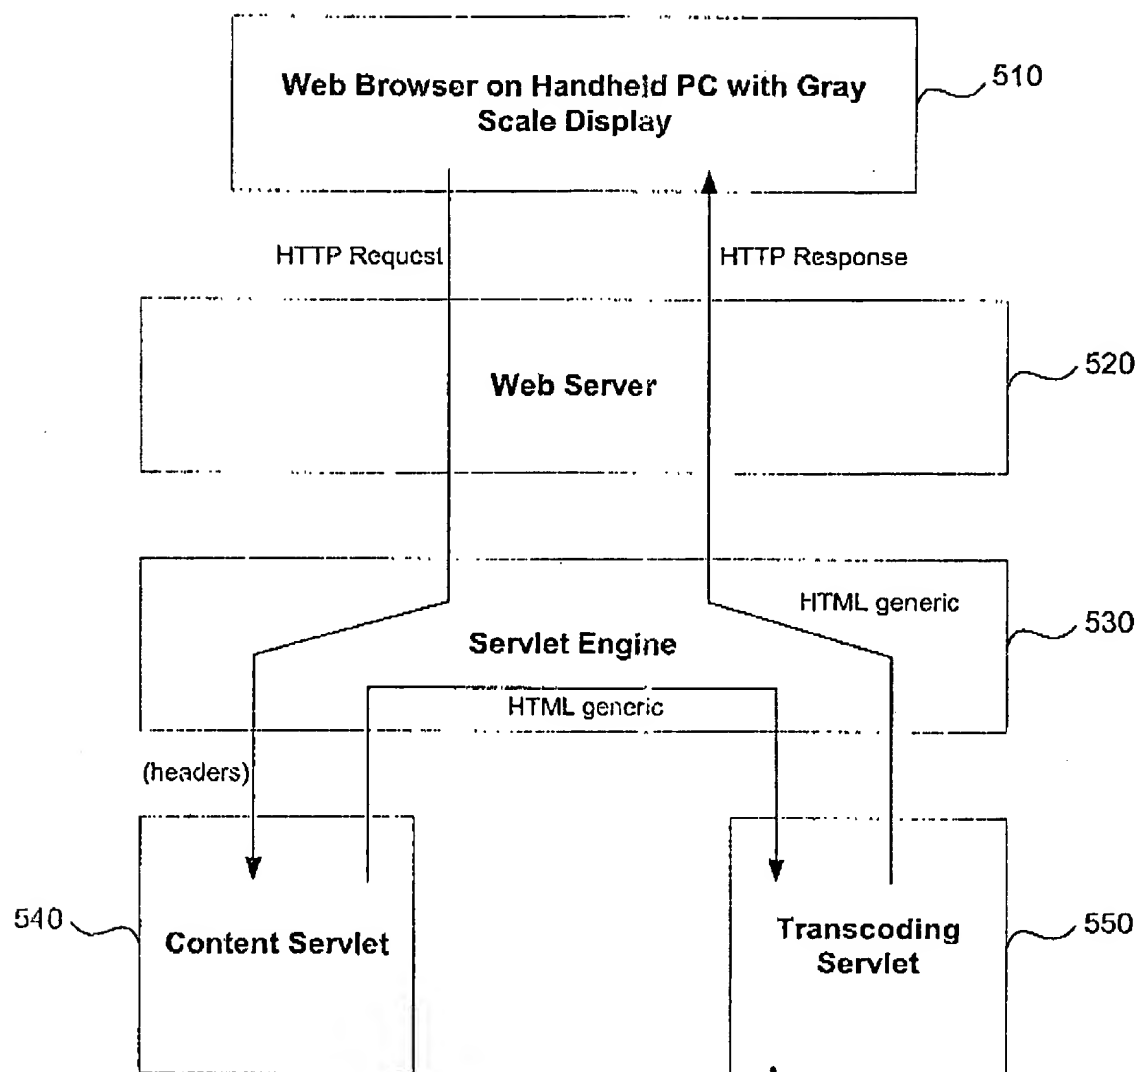 Web Browser on Handheld PC with Gray
Scale Display
510
HTTP Request
HTTP Response
Web Server
520
HTML generic
Servlet Engine
530
HTML generic
(headers)
540
Content Servlet
Transcoding
Servlet
550